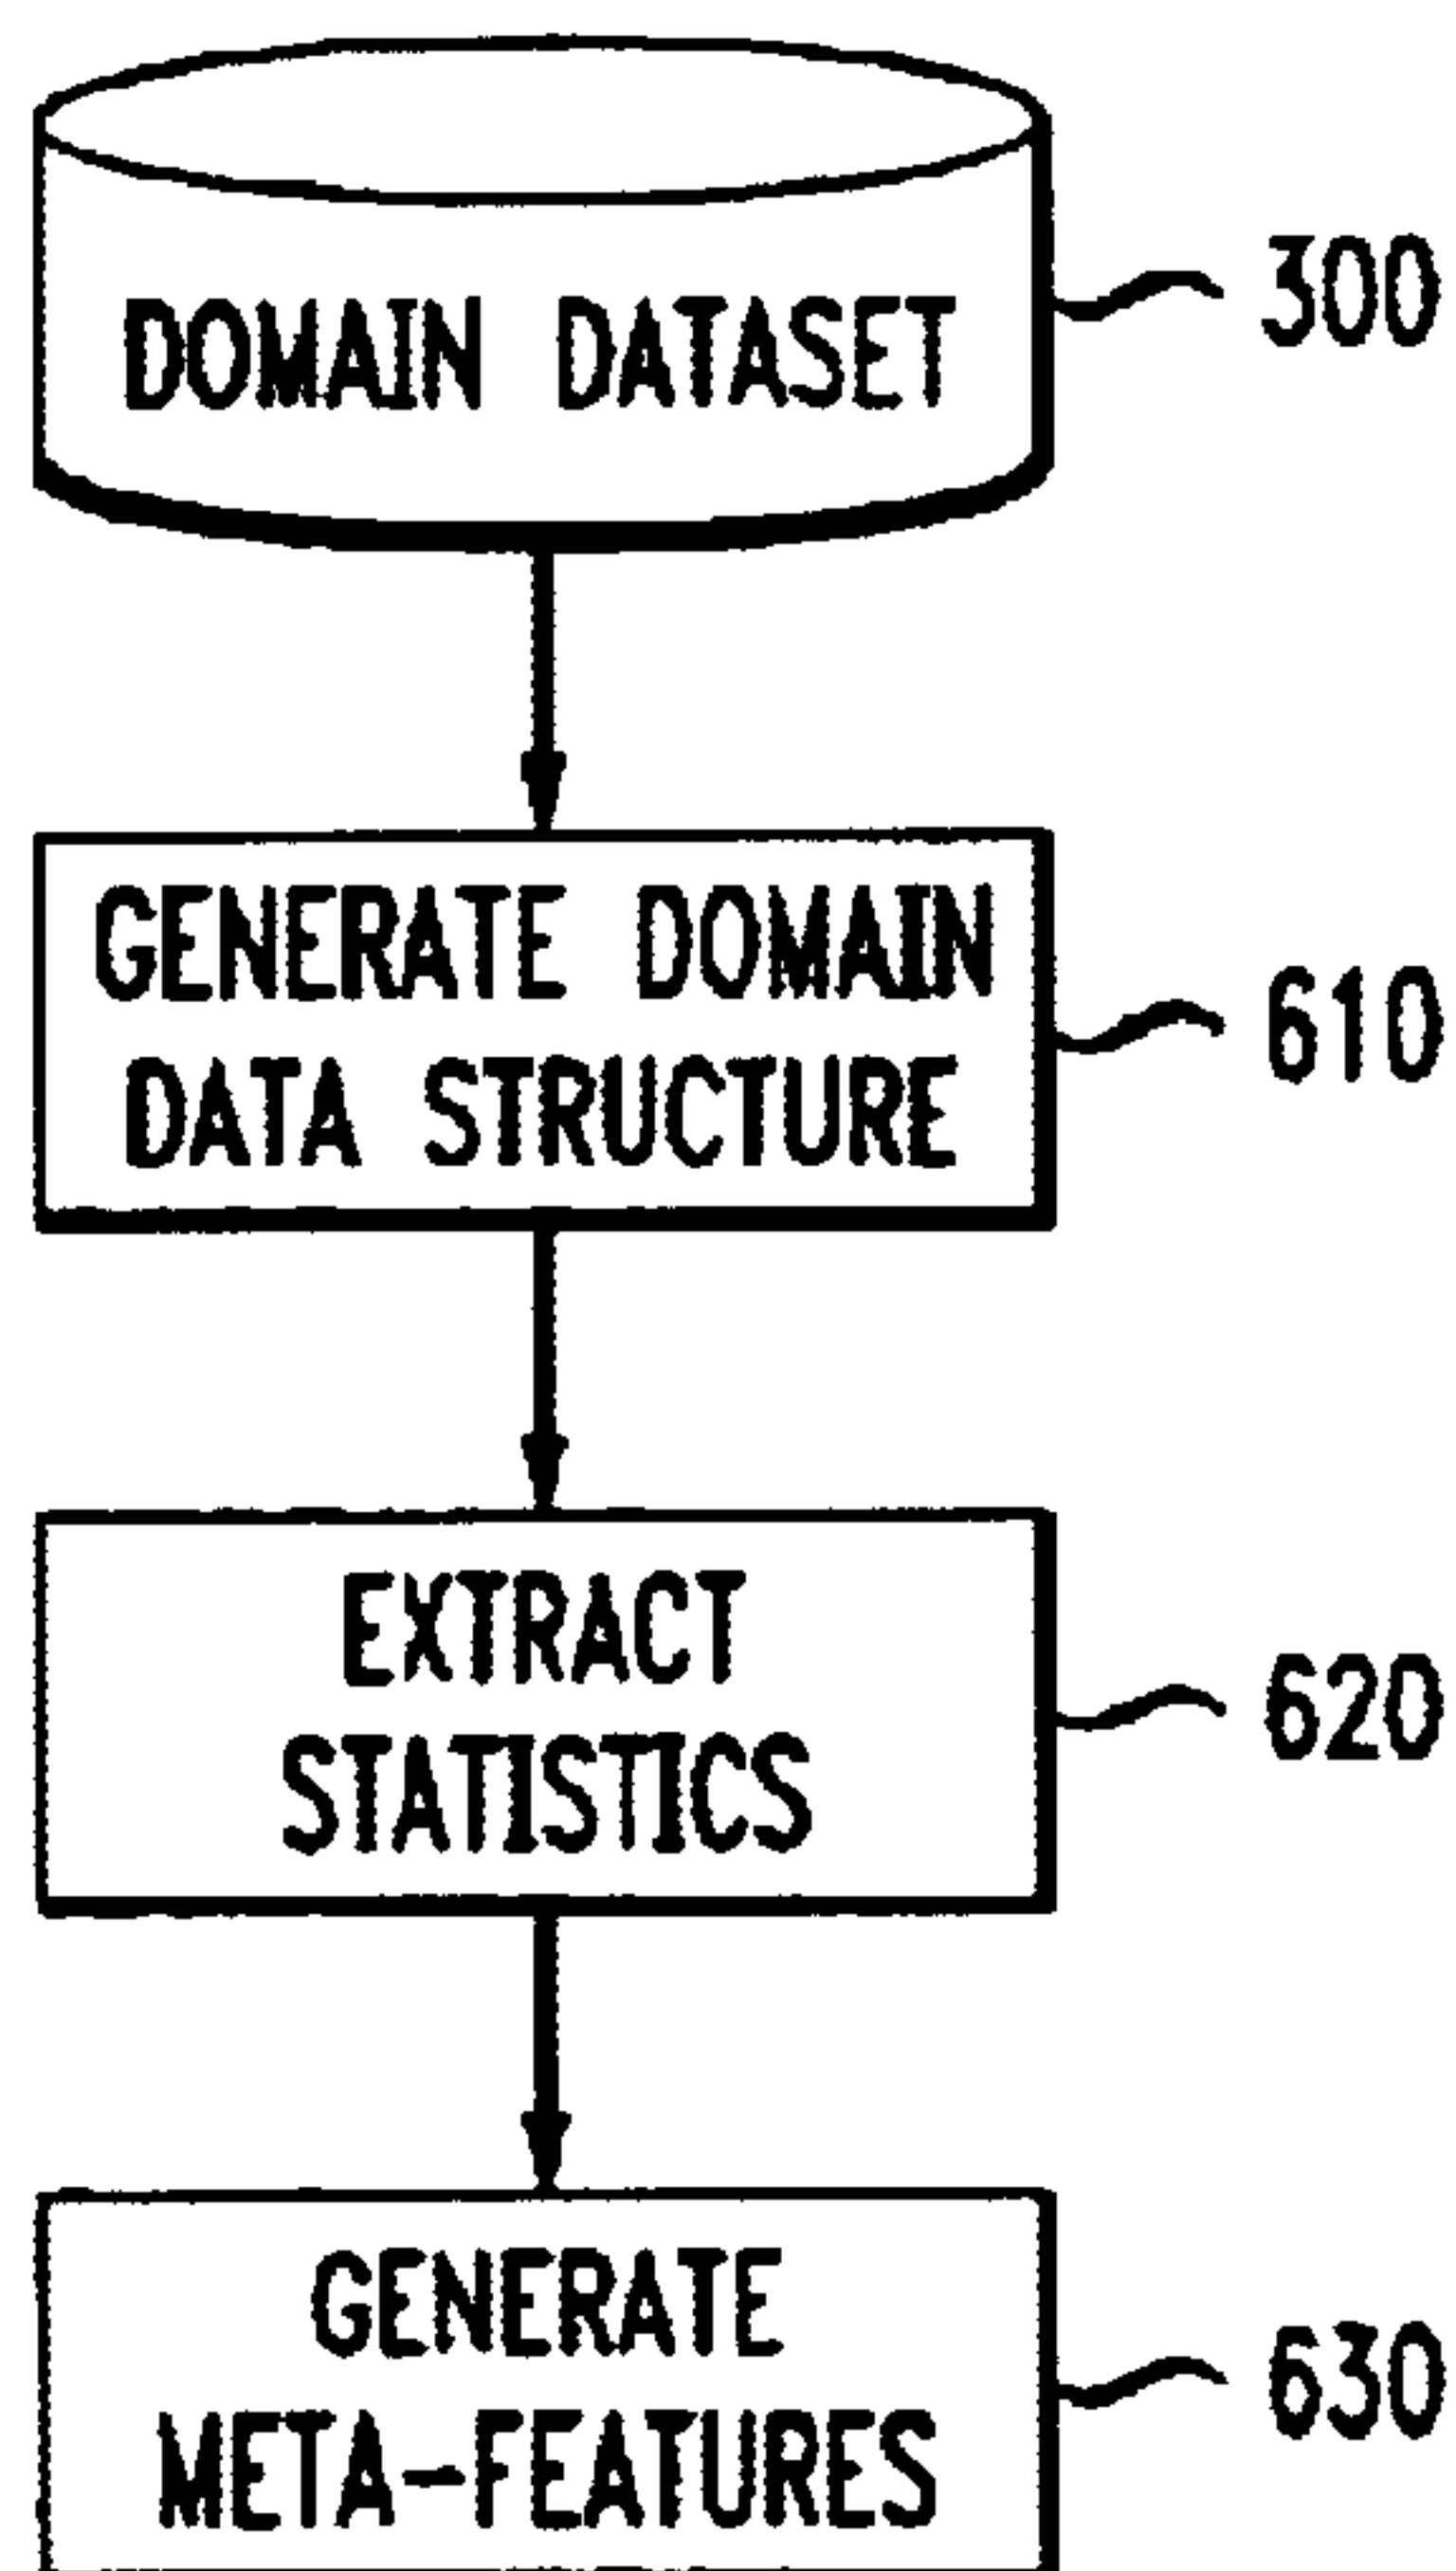 DOMAIN DATASET
300
GENERATE DOMAIN
DATA STRUCTURE
610
EXTRACT
STATISTICS
620
GENERATE
META-FEATURES
630